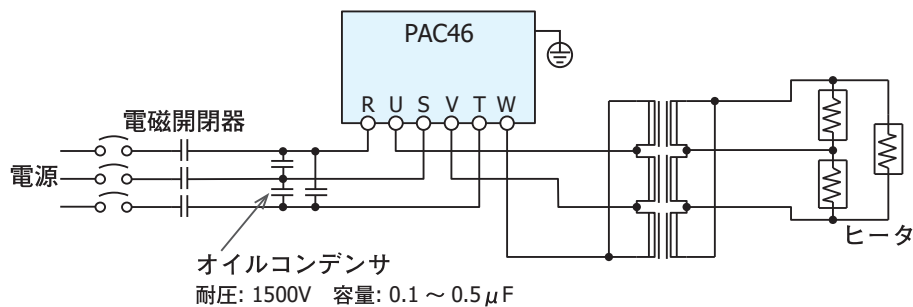 PAC46
R U S V T W
電磁開閉器
電源
ヒータ
オイルコンデンサ
耐圧: 1500V 容量: 0.1 ～ 0.5μF